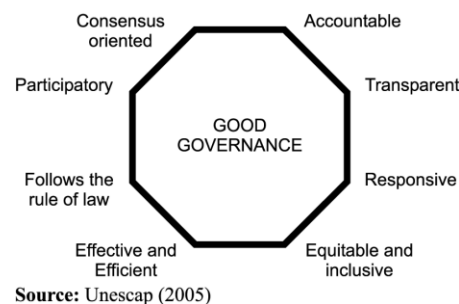 Consensus
oriented
Accountable
Participatory
Transparent
GOOD
GOVERNANCE
Follows the
rule of law
Responsive
Effective and
Efficient
Equitable and
inclusive
Source: Unescap (2005)